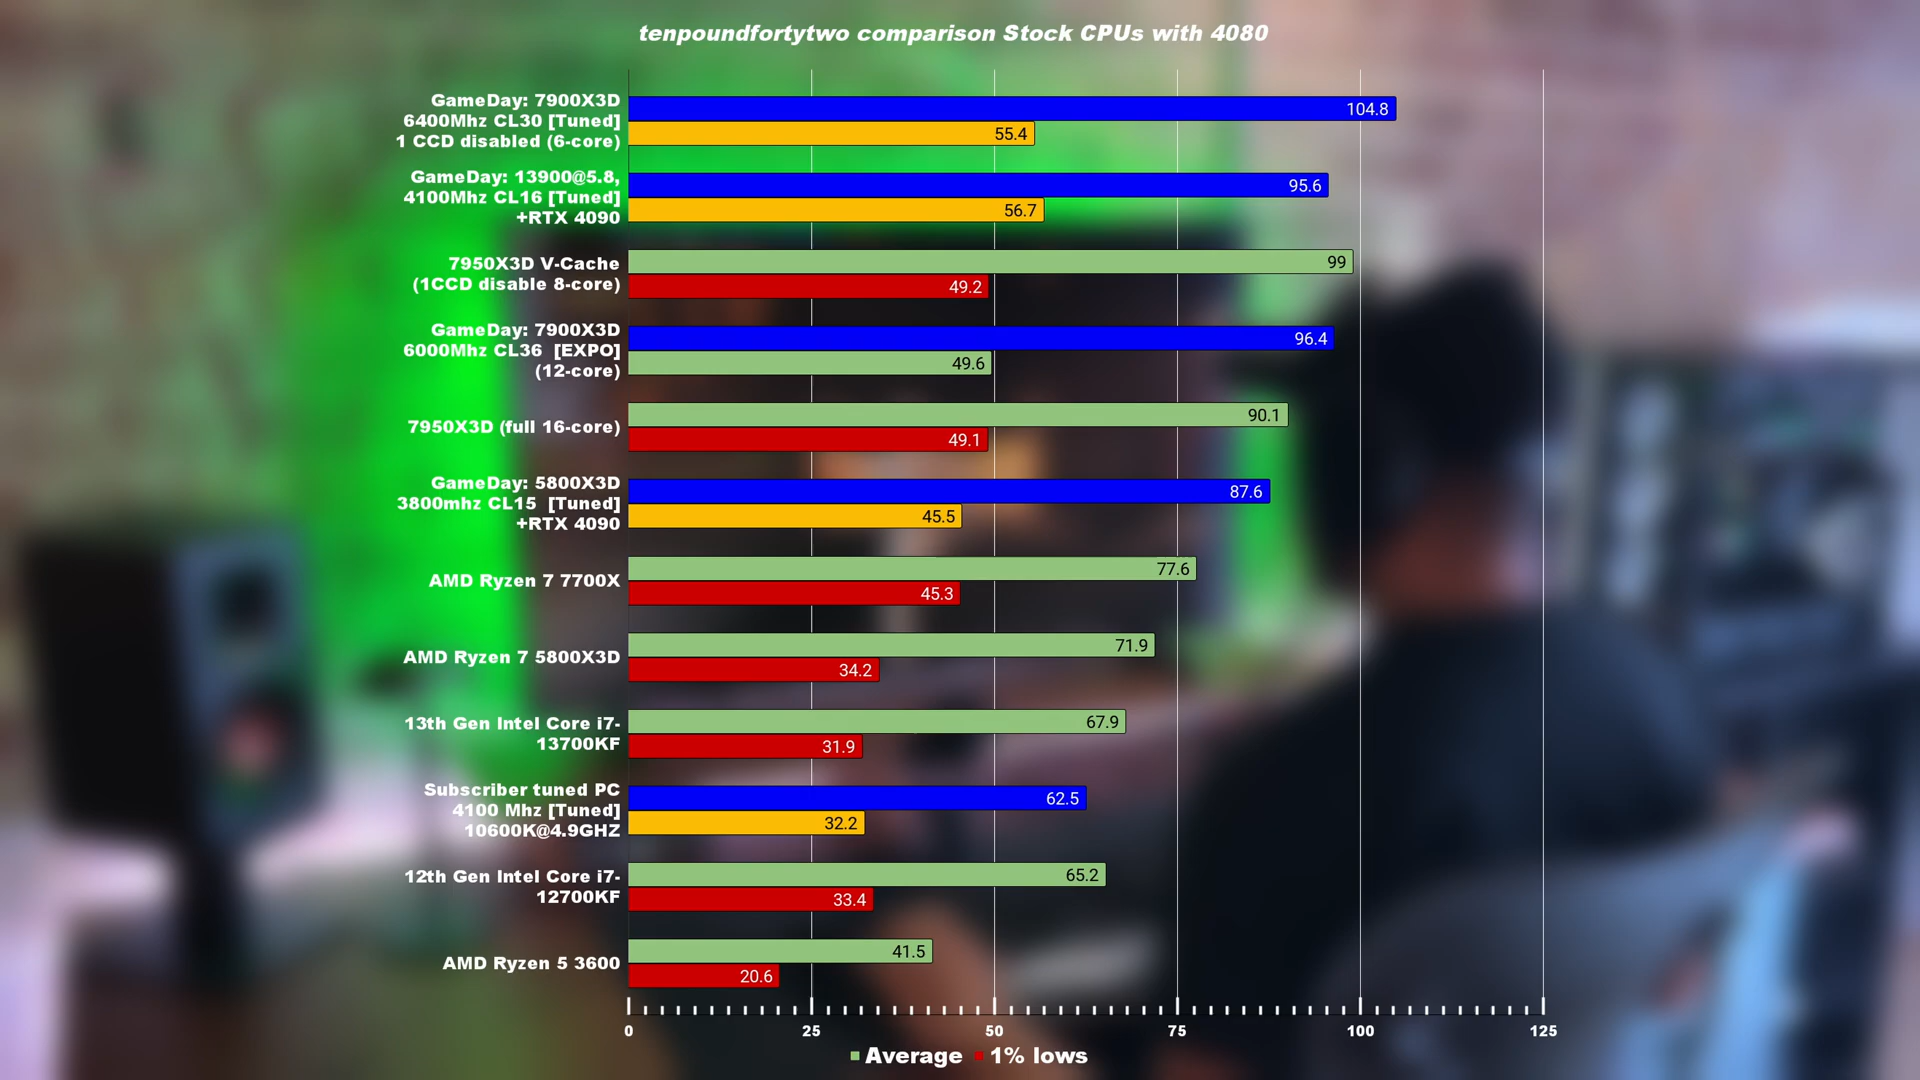 tenpoundfortytwo comparison Stock CPUs with 4080
GameDay: 7900X3D
6400Mhz CL30 [Tuned]
1 CCD disabled (6-core)
104.8
55.4
GameDay: 13900@5.8,
4100Mhz CL16 [Tuned]
+RTX 4090
95.6
56.7
7950X3D V-Cache
(1CCD disable 8-core)
99
49.2
GameDay: 7900X3D
6000Mhz CL36 [EXPO]
(12-core)
96.4
49.6
7950X3D (full 16-core)
90.1
49.1
GameDay: 5800X3D
3800mhz CL15 [Tuned]
+RTX 4090
87.6
45.5
AMD Ryzen 7 7700X
77.6
45.3
AMD Ryzen 7 5800X3D
71.9
34.2
13th Gen Intel Core i7-
13700KF
67.9
31.9
Subscriber tuned PC
4100 Mhz [Tuned]
10600K@4.9GHZ
62.5
32.2
12th Gen Intel Core i7-
12700KF
65.2
33.4
AMD Ryzen 5 3600
41.5
20.6
0 25 50 75 100 125
Average 1% lows